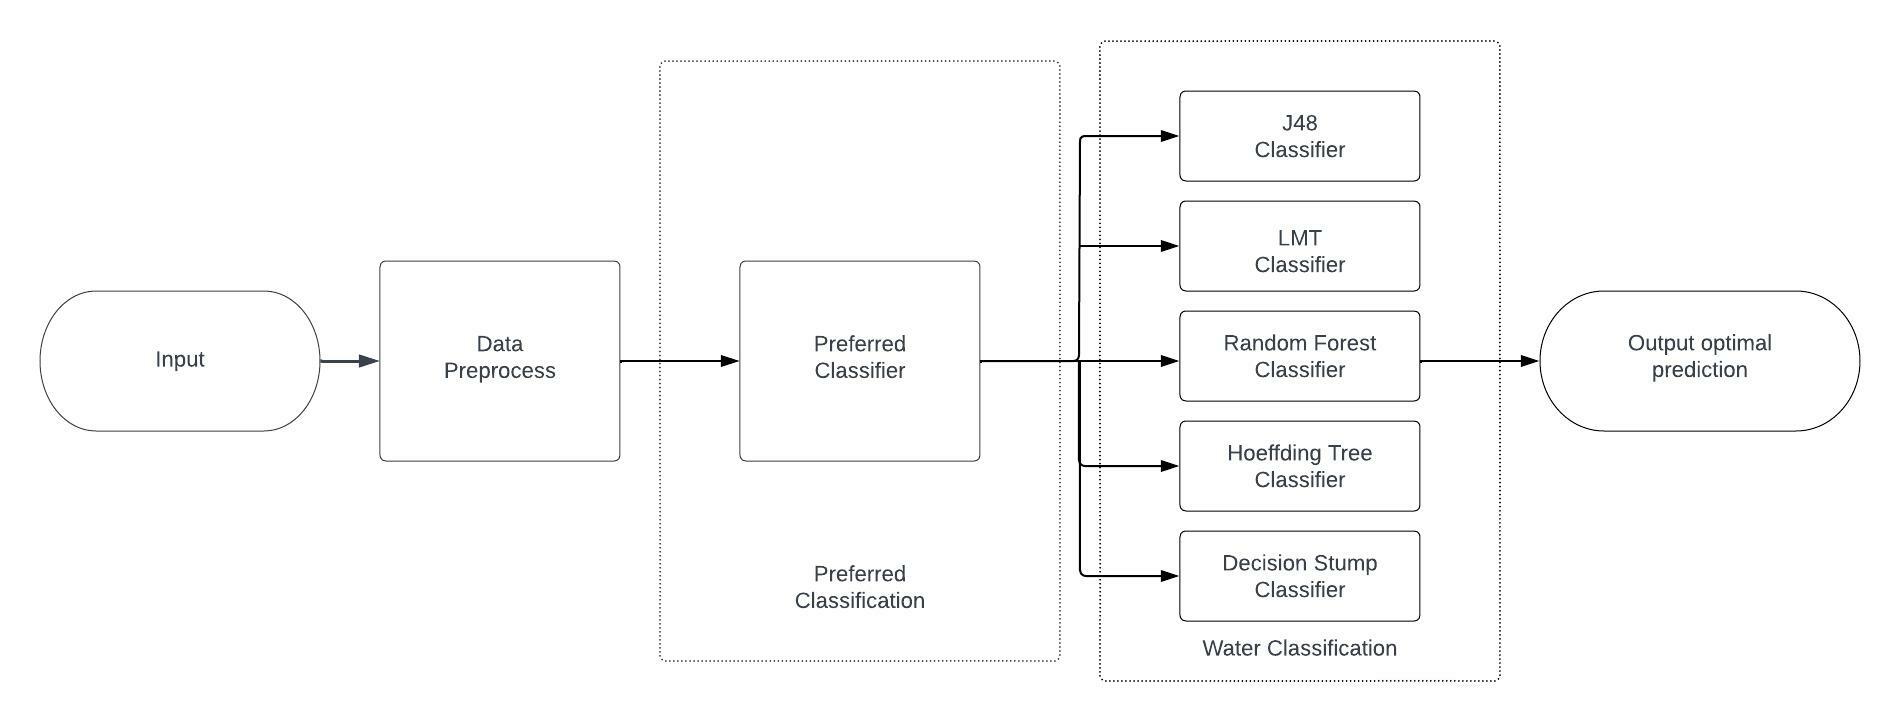 Input
Data
Preprocess
Preferred
Classifier
Preferred
Classification
J48
Classifier
LMT
Classifier
Random Forest
Classifier
Hoeffding Tree
Classifier
Decision Stump
Classifier
Water Classification
Output optimal
prediction